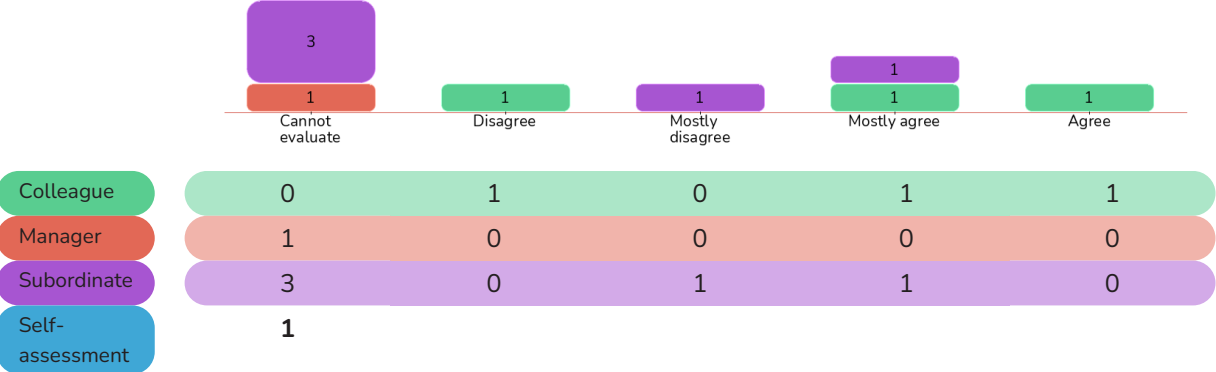 3
1
1
1
1
1
1
Cannot
evaluate
Disagree
Mostly
disagree
Mostly agree
Agree
Colleague 0 1 0 1 1
Manager 1 0 0 0 0
Subordinate 3 0 1 1 0
Self-
assessment
1